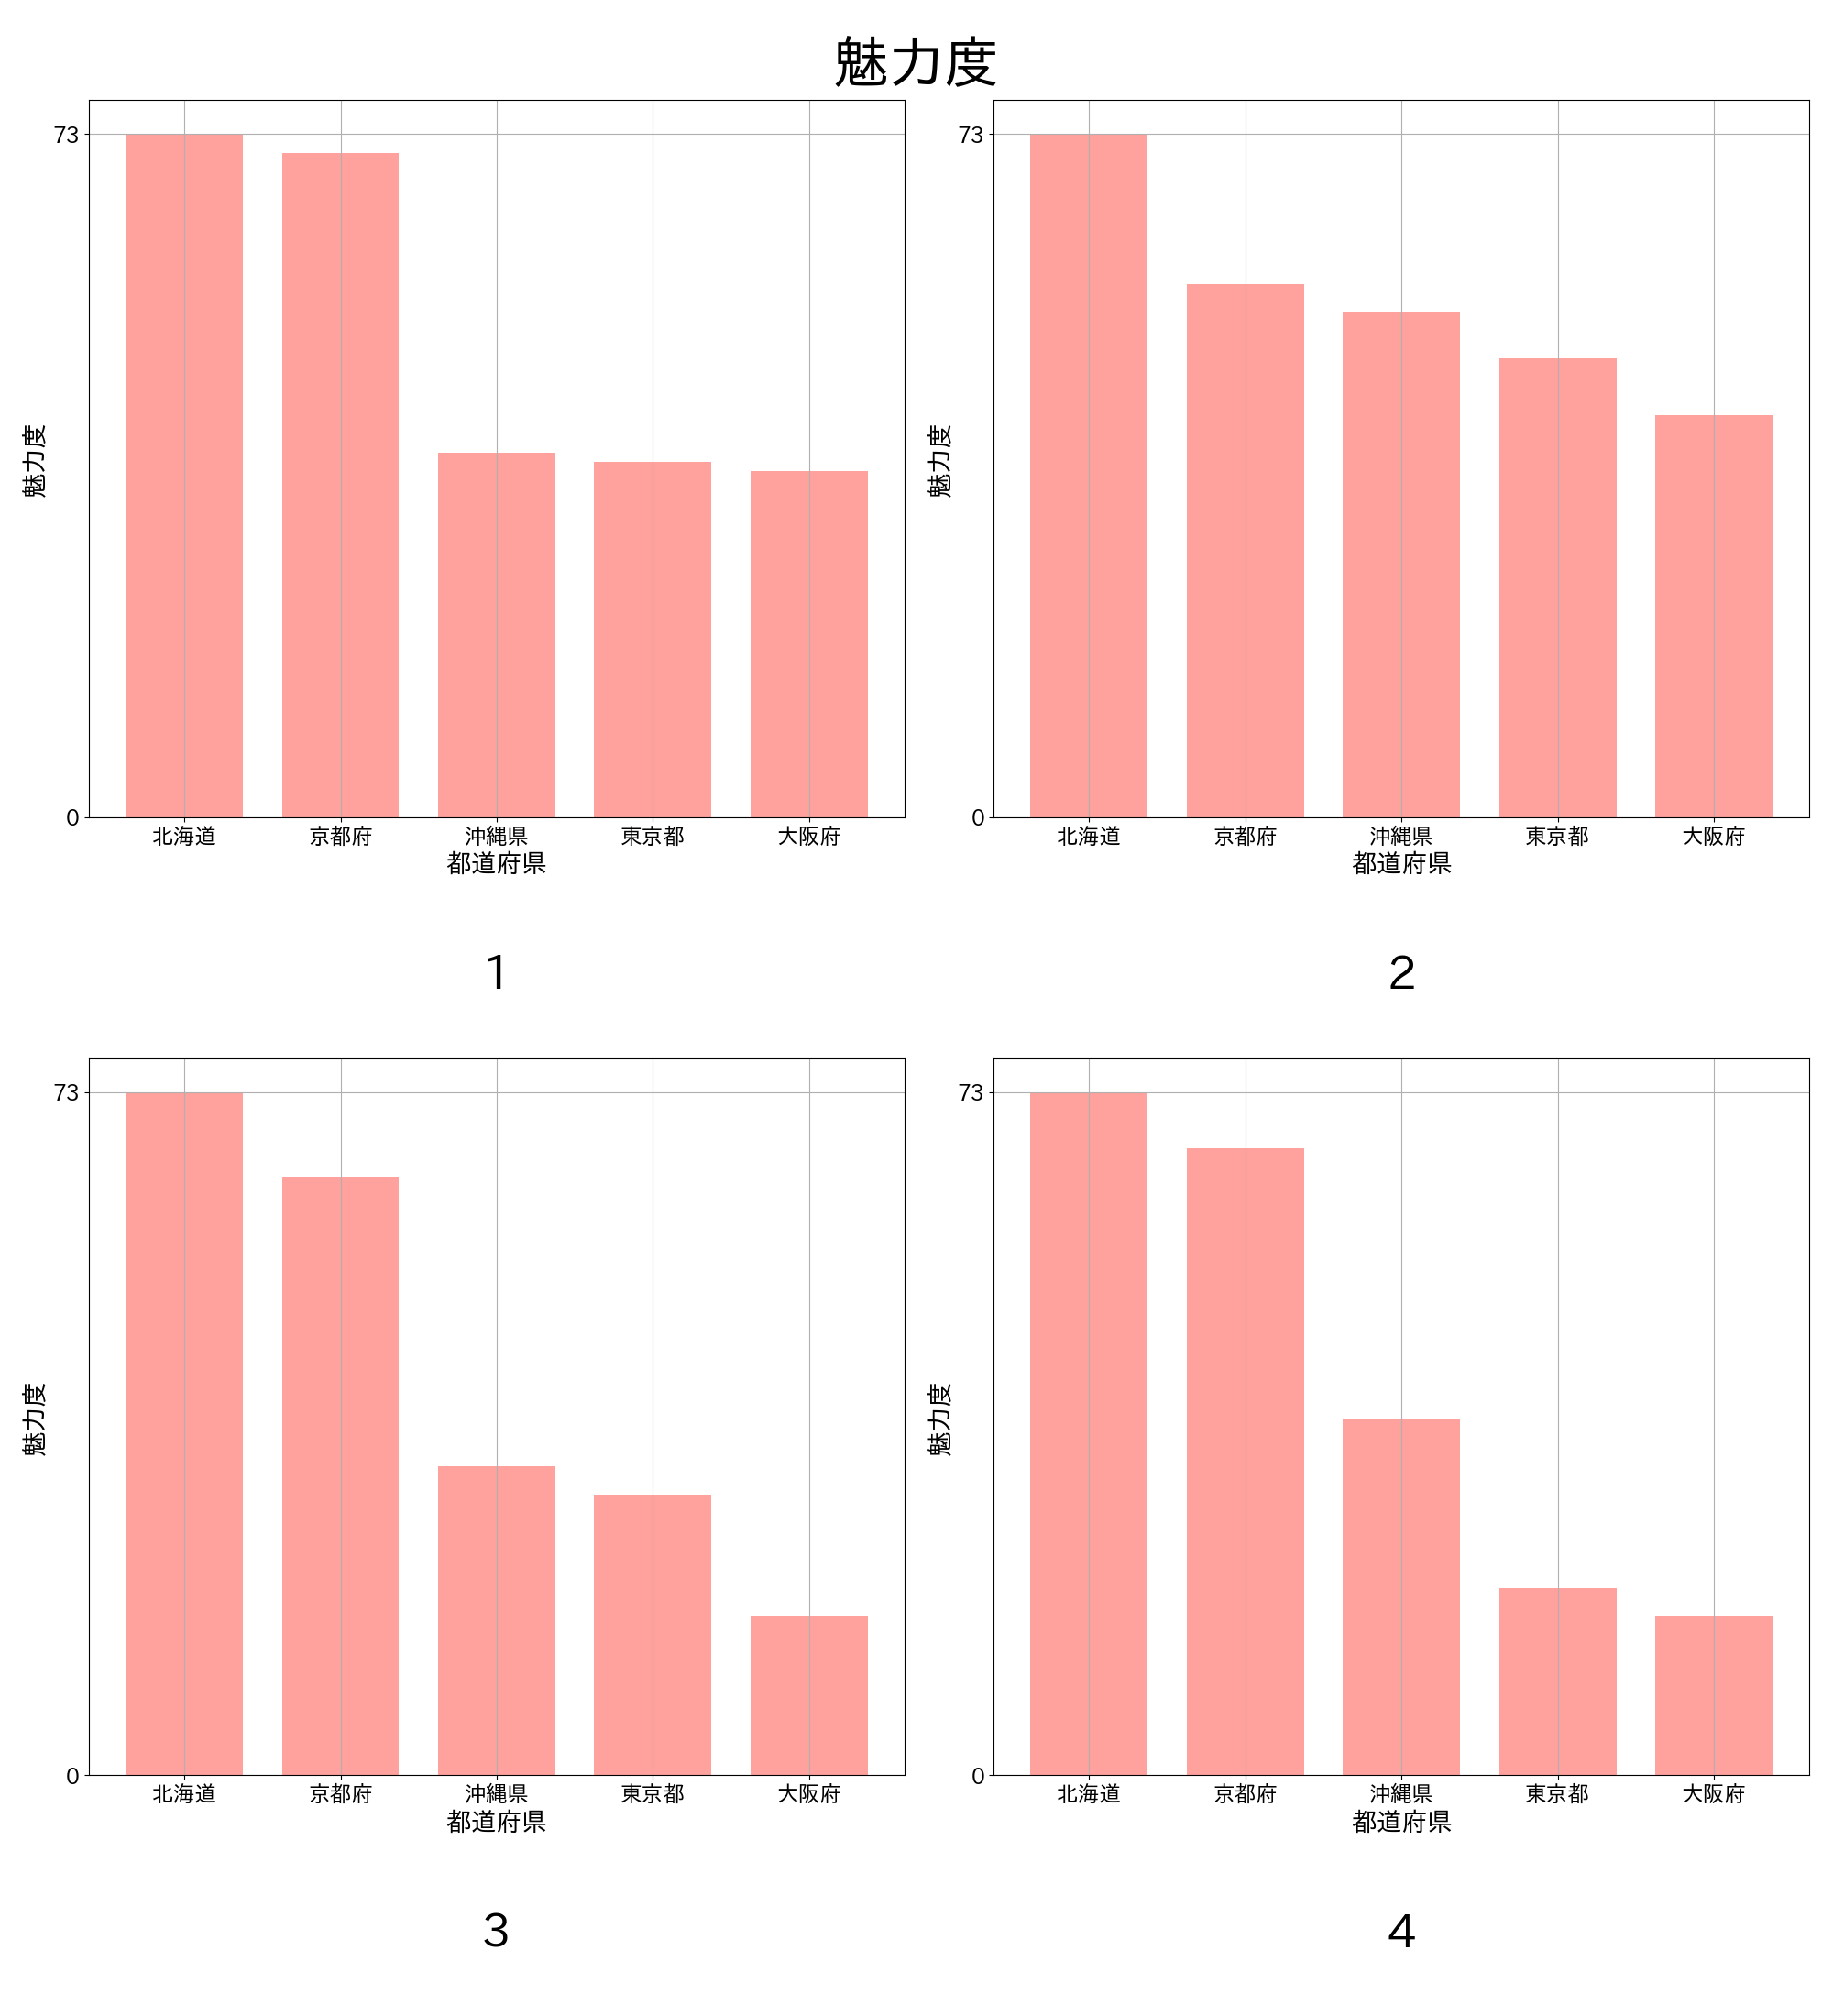 魅力度
73
0
魅力度
北海道 京都府 沖縄県 東京都 大阪府
都道府県
1
73
0
魅力度
北海道 京都府 沖縄県 東京都 大阪府
都道府県
2
73
0
魅力度
北海道 京都府 沖縄県 東京都 大阪府
都道府県
3
73
0
魅力度
北海道 京都府 沖縄県 東京都 大阪府
都道府県
4